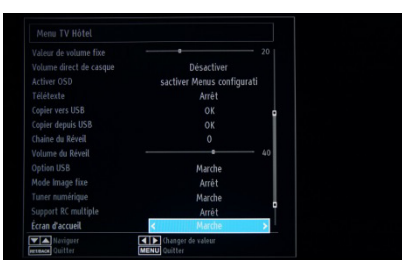 Menu TV Hôtel
Valeur de volume fixe 20
Volume direct de casque Désactiver
Activer OSD sactiver Menus configurati
Télétexte Arrêt
Copier vers USB OK
Copier depuis USB OK
Chaîne du Réveil 0
Volume du Réveil 40
Option USB Marche
Mode Image fixe Arrêt
Tuner numérique Marche
Support RC multiple Arrêt
Écran d'accueil Marche
Naviguer Changer de valeur
Quitter MENU Quitter